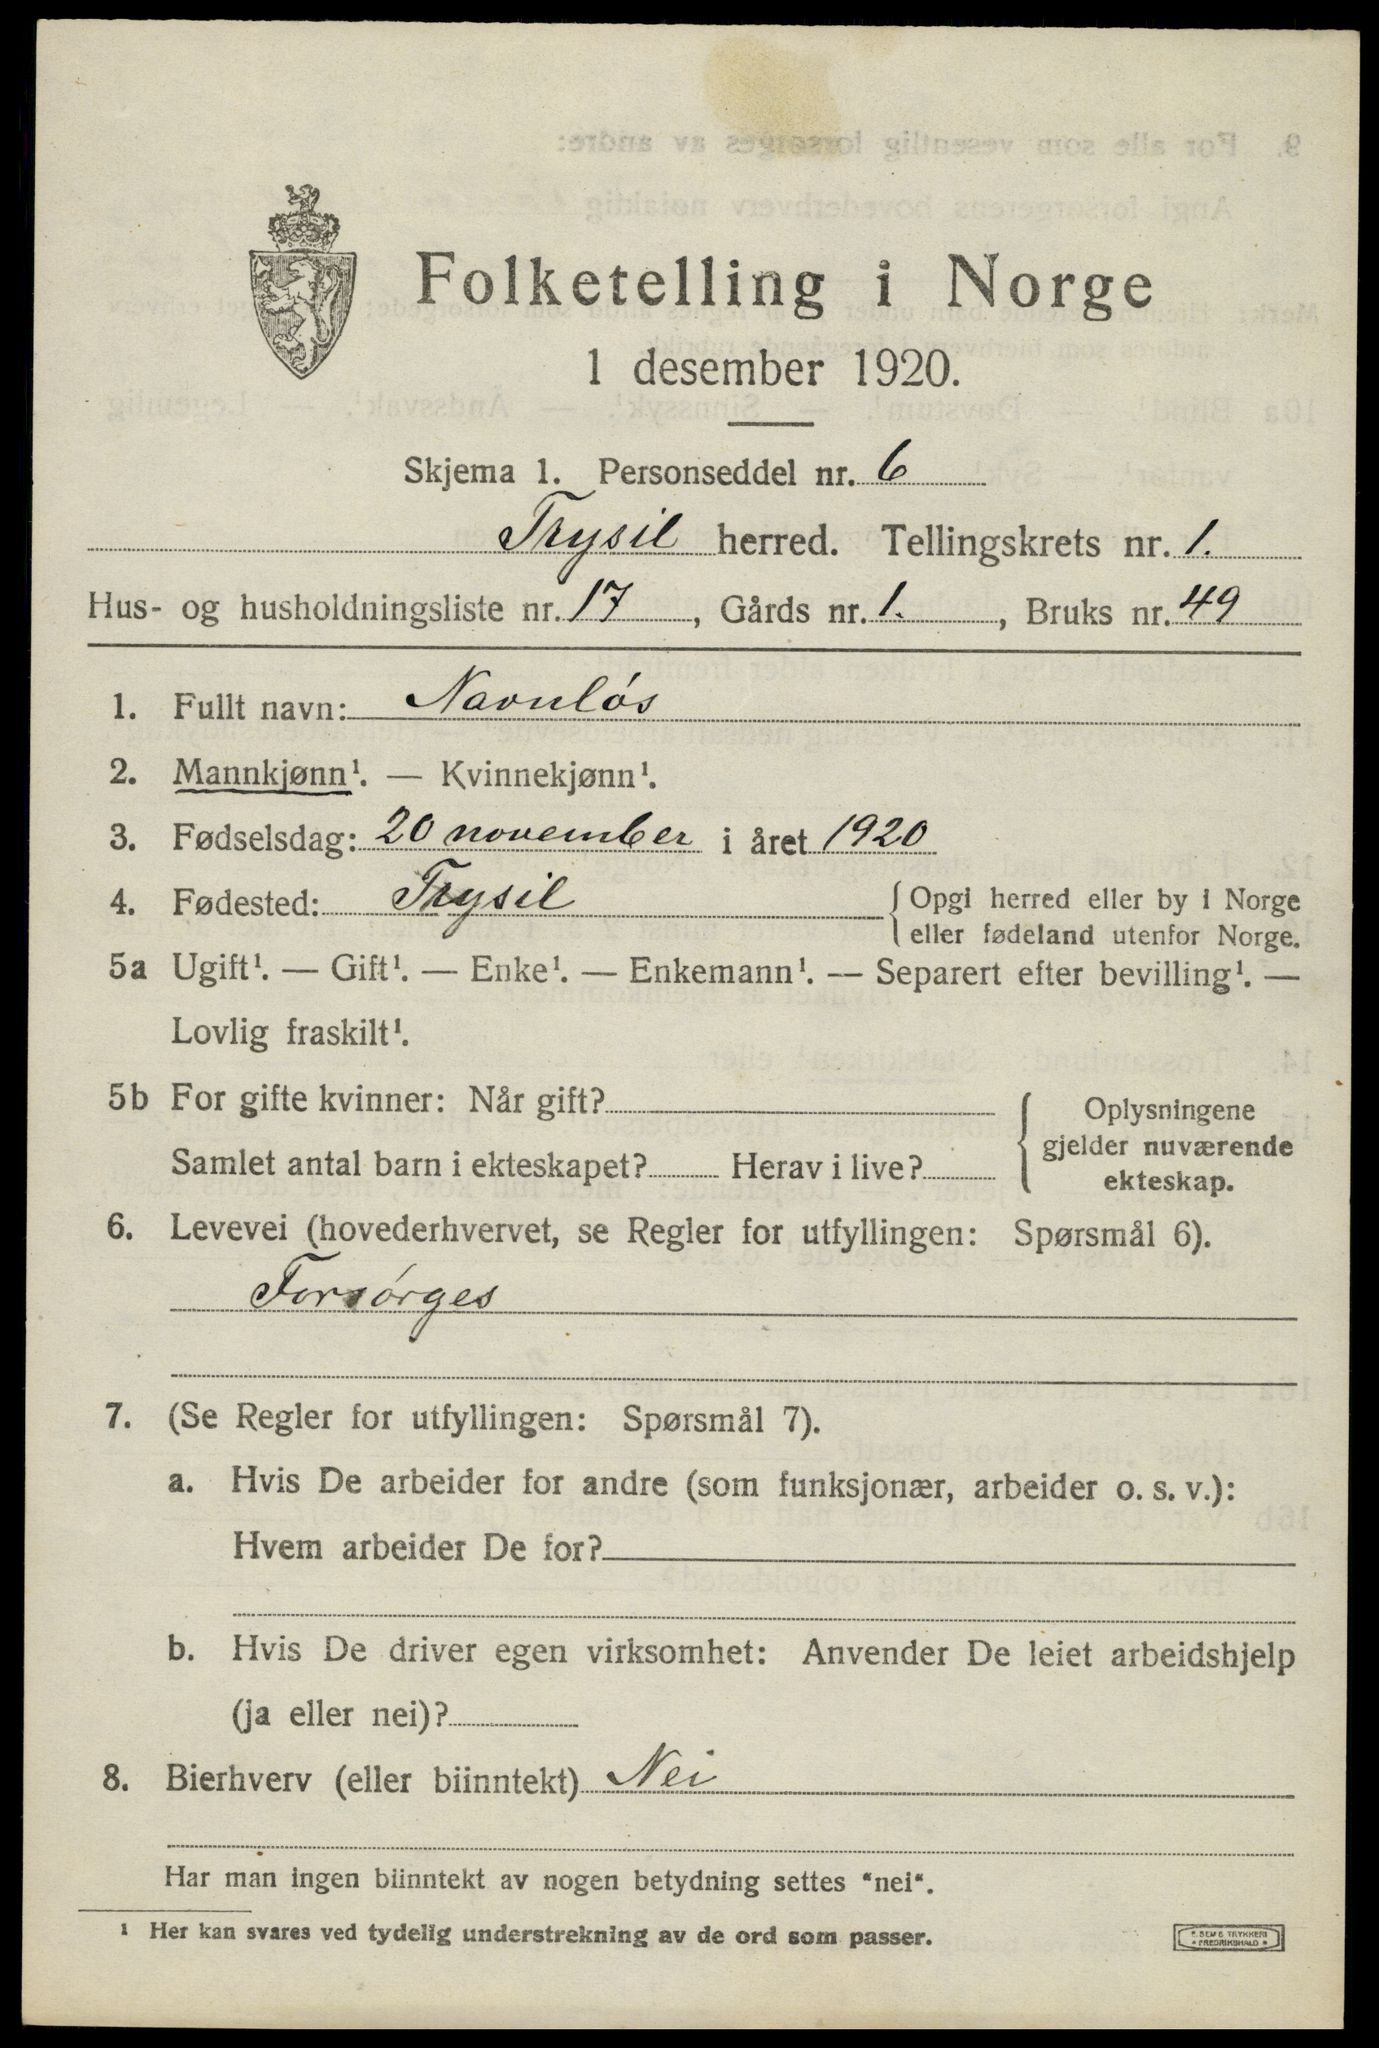 Folketelling i Norge
1 desember 1920.
Skjema 1. Personseddel nr. 6
Trysil herred. Tellingskrets nr. 1.
Hus- og husholdningsliste nr. 17, Gårds nr. 1., Bruks nr. 49
1. Fullt navn: Navnløs
2. Mannkjønn¹. — Kvinnekjønn¹.
3. Fødselsdag: 20 november i året 1920
4. Fødested: Trysil { Opgi herred eller by i Norge
eller fødeland utenfor Norge.
5a Ugift¹. — Gift¹. — Enke¹. — Enkemann¹. — Separert efter bevilling¹. —
Lovlig fraskilt¹.
5b For gifte kvinner: Når gift? { Oplysningene
gjelder nuværende
Samlet antal barn i ekteskapet? Herav i live?
ekteskap.
6. Levevei (hovederhvervet, se Regler for utfyllingen: Spørsmål 6).
Forsørges
7. (Se Regler for utfyllingen: Spørsmål 7).
a. Hvis De arbeider for andre (som funksjonær, arbeider o. s. v.):
Hvem arbeider De for?
b. Hvis De driver egen virksomhet: Anvender De leiet arbeidshjelp
(ja eller nei)?
8. Bierhverv (eller biinntekt) Nei
Har man ingen biinntekt av nogen betydning settes "nei".
¹ Her kan svares ved tydelig understrekning av de ord som passer.
E. SEM'S TRYKKERI
* FREDRIKSHALD *